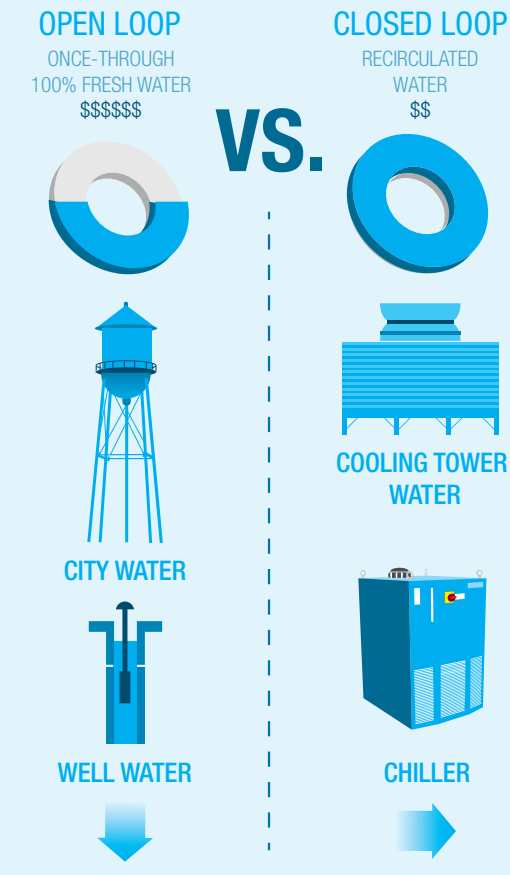 OPEN LOOP
ONCE-THROUGH
100% FRESH WATER
$$$$$$
VS.
CLOSED LOOP
RECIRCULATED
WATER
$$
CITY WATER
WELL WATER
COOLING TOWER
WATER
CHILLER